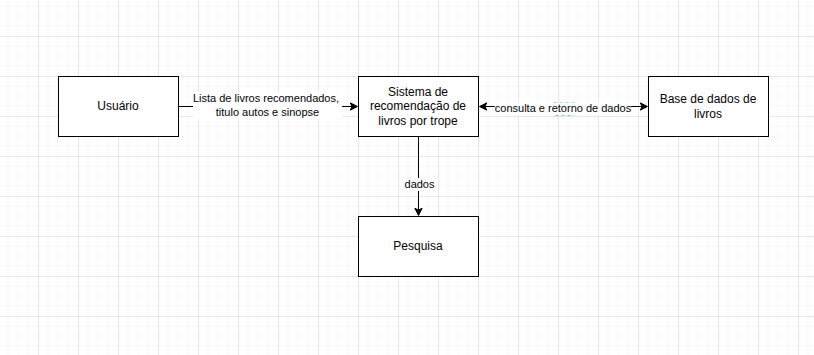 Usuário
Lista de livros recomendados,
titulo autos e sinopse
Sistema de
recomendação de
livros por trope
consulta e retorno de dados
Base de dados de
livros
dados
Pesquisa